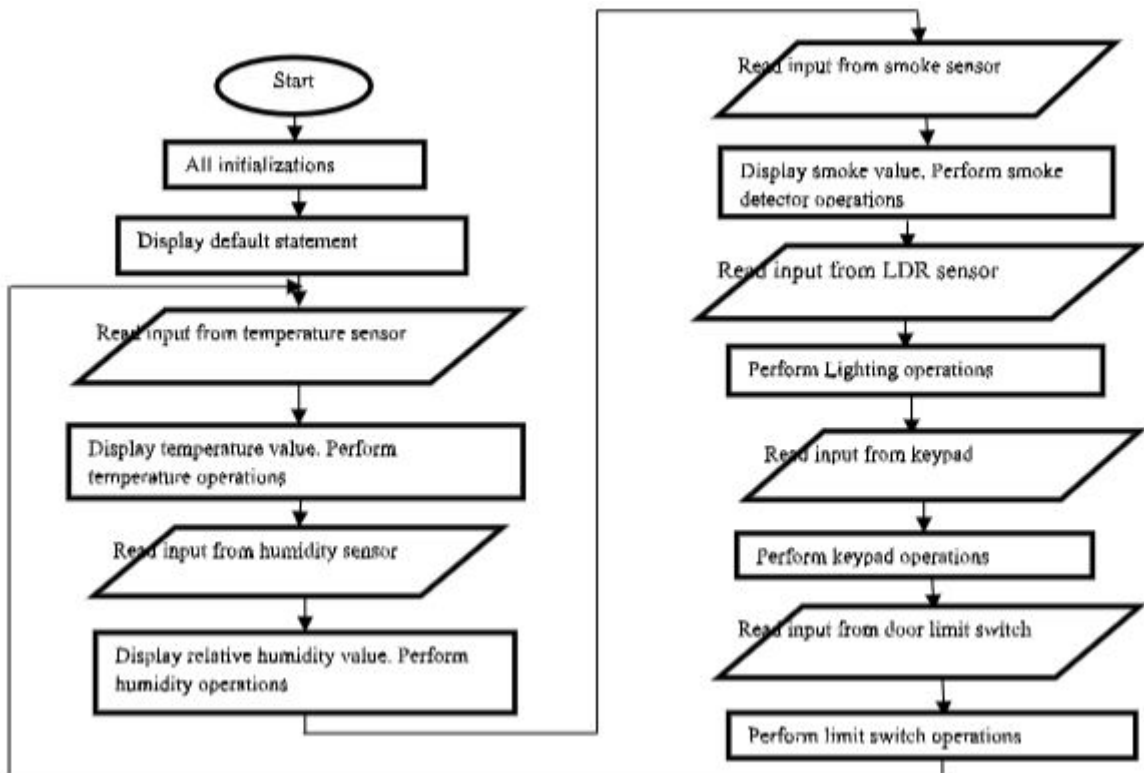 Start
All initializations
Display default statement
Read input from temperature sensor
Display temperature value. Perform
temperature operations
Read input from humidity sensor
Display relative humidity value. Perform
humidity operations
Read input from smoke sensor
Display smoke value. Perform smoke
detector operations
Read input from LDR sensor
Perform Lighting operations
Read input from keypad
Perform keypad operations
Read input from door limit switch
Perform limit switch operations